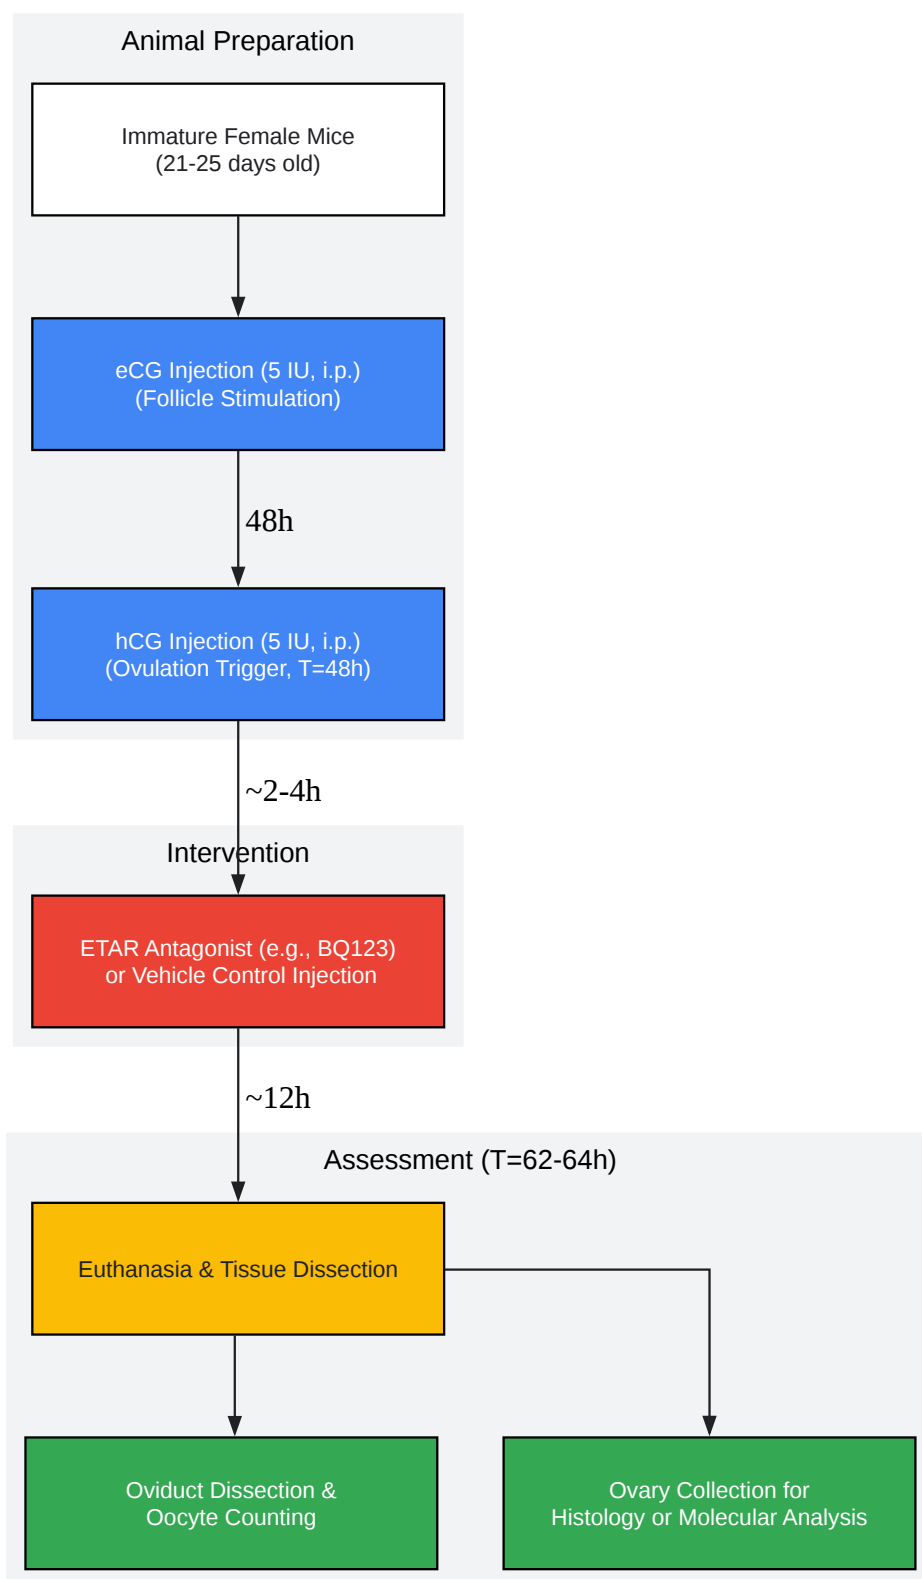 Animal Preparation
Immature Female Mice
(21-25 days old)
eCG Injection (5 IU, i.p.)
(Follicle Stimulation)
48h
hCG Injection (5 IU, i.p.)
(Ovulation Trigger, T=48h)
~2-4h
Intervention
ETAR Antagonist (e.g., BQ123)
or Vehicle Control Injection
~12h
Assessment (T=62-64h)
Euthanasia & Tissue Dissection
Oviduct Dissection &
Oocyte Counting
Ovary Collection for
Histology or Molecular Analysis